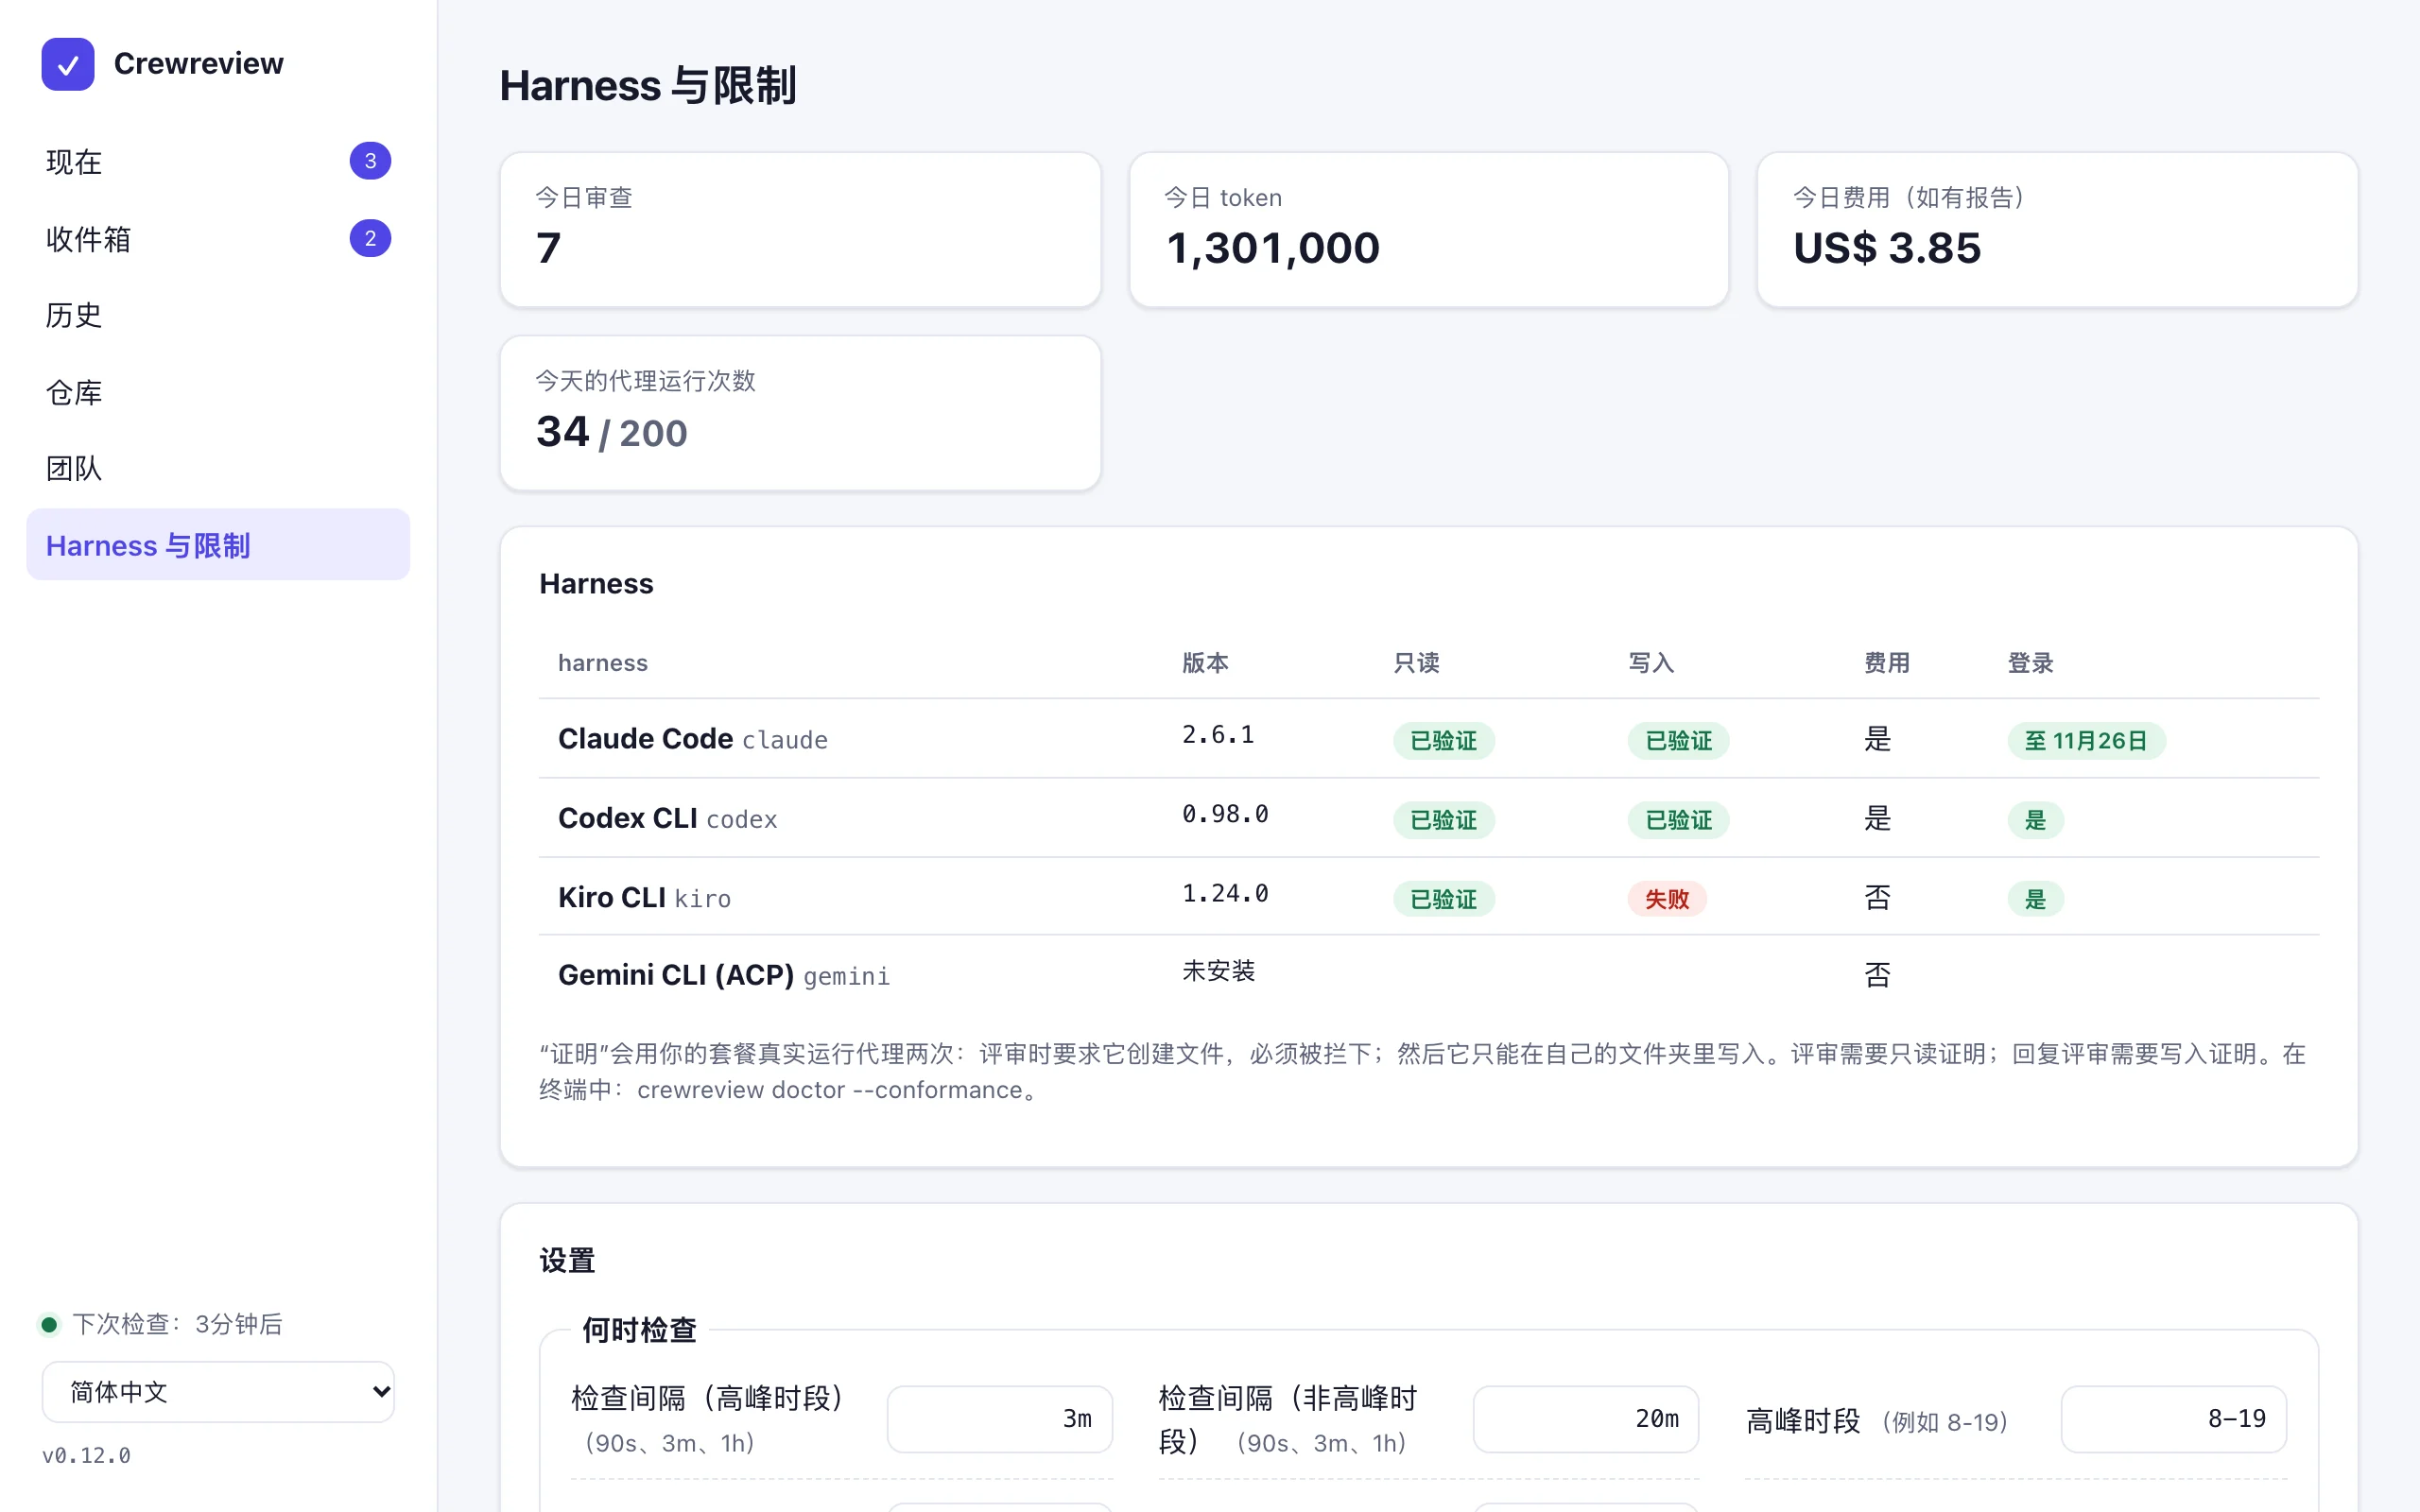 Crewreview
现在 3
收件箱 2
历史
仓库
团队
Harness 与限制
下次检查：3分钟后
简体中文
v0.12.0
Harness 与限制
今日审查
7
今日 token
1,301,000
今日费用（如有报告）
US$ 3.85
今天的代理运行次数
34 / 200
Harness
harness 版本 只读 写入 费用 登录
Claude Code claude 2.6.1 已验证 已验证 是 至 11月26日
Codex CLI codex 0.98.0 已验证 已验证 是 是
Kiro CLI kiro 1.24.0 已验证 失败 否 是
Gemini CLI (ACP) gemini 未安装 否
“证明”会用你的套餐真实运行代理两次：评审时要求它创建文件，必须被拦下；然后它只能在自己的文件夹里写入。评审需要只读证明；回复评审需要写入证明。在
终端中：crewreview doctor --conformance。
设置
何时检查
检查间隔（高峰时段）
（90s、3m、1h）
3m
检查间隔（非高峰时
段）（90s、3m、1h）
20m
高峰时段（例如 8-19）
8–19